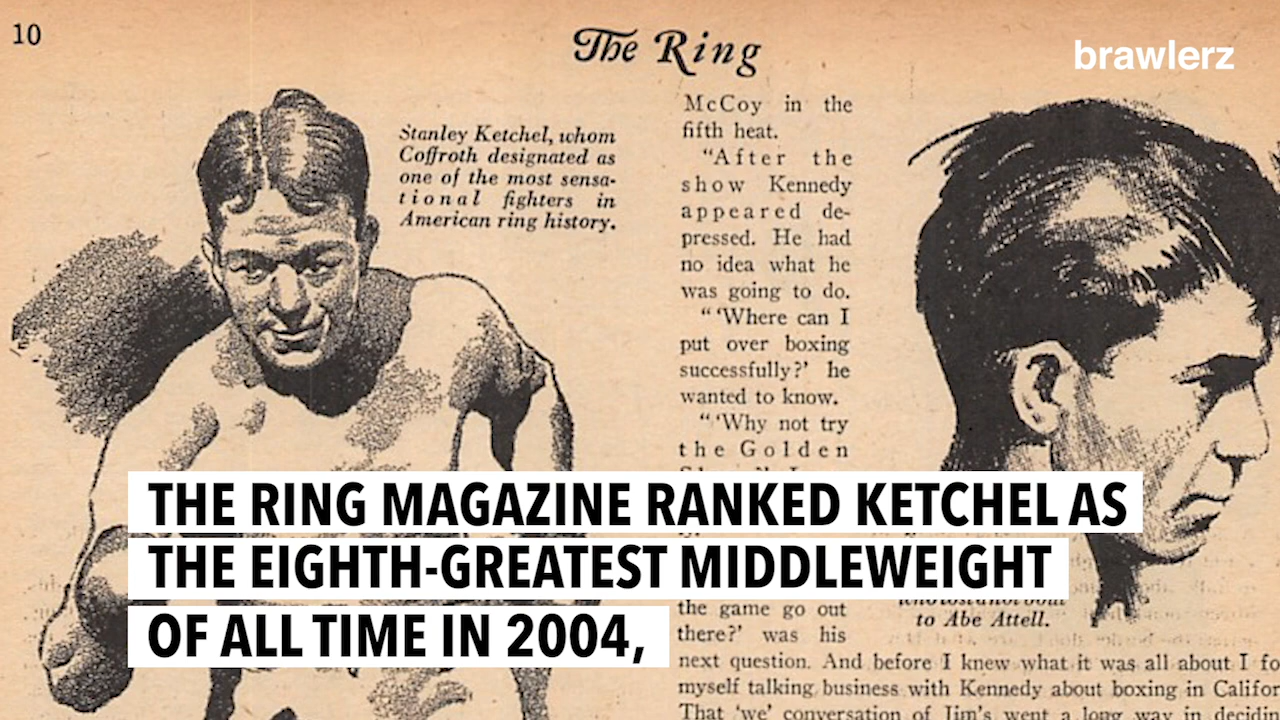 10
The Ring
brawlerz
Stanley Ketchel, whom
Coffroth designated as
one of the most sensa-
tional fighters in
American ring history.
McCoy in the
fifth heat.
“After the
show Kennedy
appeared de-
pressed. He had
no idea what he
was going to do.
“‘Where can I
put over boxing
successfully?’ he
wanted to know.
“‘Why not try
the Golden
THE RING MAGAZINE RANKED KETCHEL AS
THE EIGHTH-GREATEST MIDDLEWEIGHT
OF ALL TIME IN 2004,
the game go out
there?’ was his
who lost a hot bout
to Abe Attell.
next question. And before I knew what it was all about I fo
myself talking business with Kennedy about boxing in Califor
That ‘we’ conversation of Jim’s went a long way in decidin